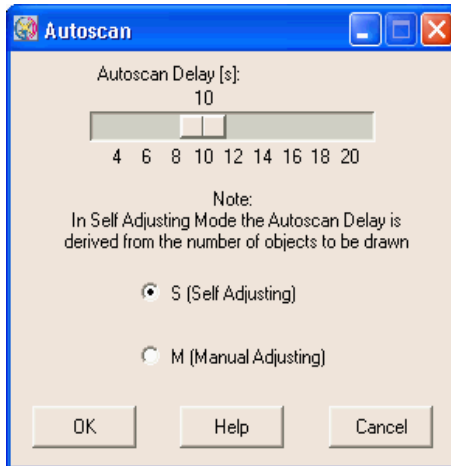 Autoscan
Autoscan Delay [s]:
10
4 6 8 10 12 14 16 18 20
Note:
In Self Adjusting Mode the Autoscan Delay is
derived from the number of objects to be drawn
S (Self Adjusting)
M (Manual Adjusting)
OK Help Cancel